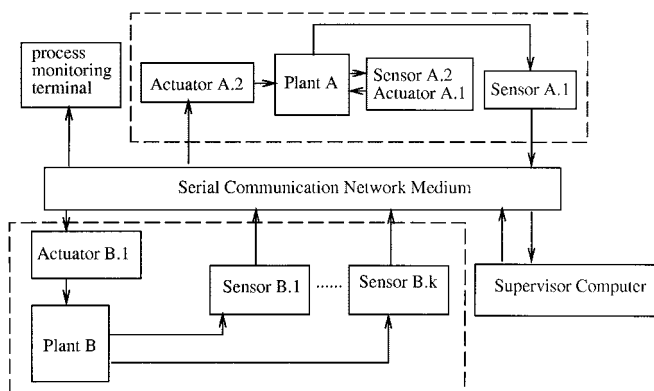 process
monitoring
terminal
Actuator A.2
Plant A
Sensor A.2
Actuator A.1
Sensor A.1
Serial Communication Network Medium
Actuator B.1
Sensor B.1
......
Sensor B.k
Supervisor Computer
Plant B